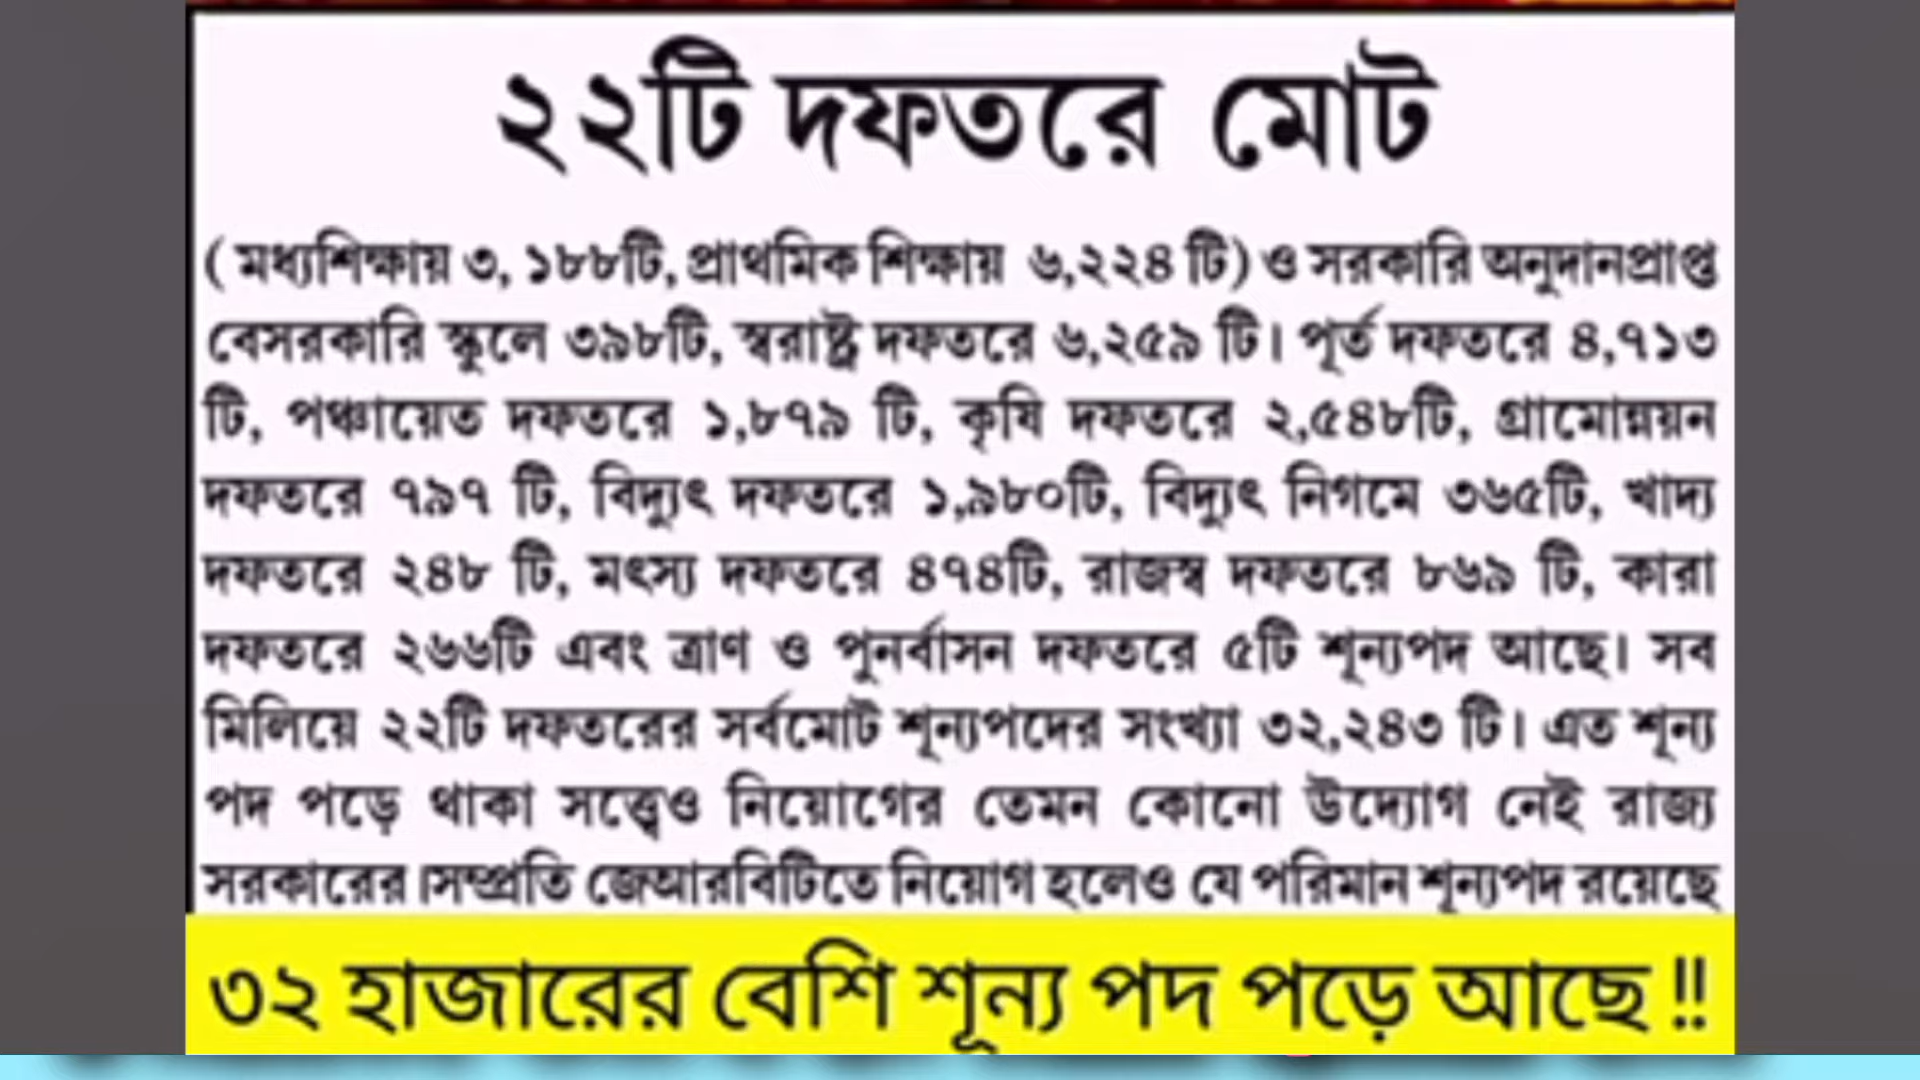 ২২টি দফতরে মোট
( মধ্যশিক্ষায় ৩, ১৮৮টি, প্রাথমিক শিক্ষায় ৬,২২৪ টি) ও সরকারি অনুদানপ্রাপ্ত
বেসরকারি স্কুলে ৩৯৮টি, স্বরাষ্ট্র দফতরে ৬,২৫৯ টি। পূর্ত দফতরে ৪,৭১৩
টি, পঞ্চায়েত দফতরে ১,৮৭৯ টি, কৃষি দফতরে ২,৫৪৮টি, গ্রামোন্নয়ন
দফতরে ৭৯৭ টি, বিদ্যুৎ দফতরে ১,৯৮০টি, বিদ্যুৎ নিগমে ৩৬৫টি, খাদ্য
দফতরে ২৪৮ টি, মৎস্য দফতরে ৪৭৪টি, রাজস্ব দফতরে ৮৬৯ টি, কারা
দফতরে ২৬৬টি এবং ত্রাণ ও পুনর্বাসন দফতরে ৫টি শূন্যপদ আছে। সব
মিলিয়ে ২২টি দফতরের সর্বমোট শূন্যপদের সংখ্যা ৩২,২৪৩ টি। এত শূন্য
পদ পড়ে থাকা সত্ত্বেও নিয়োগের তেমন কোনো উদ্যোগ নেই রাজ্য
সরকারের।সম্প্রতি জেআরবিটিতে নিয়োগ হলেও যে পরিমান শূন্যপদ রয়েছে
৩২ হাজারের বেশি শূন্য পদ পড়ে আছে !!